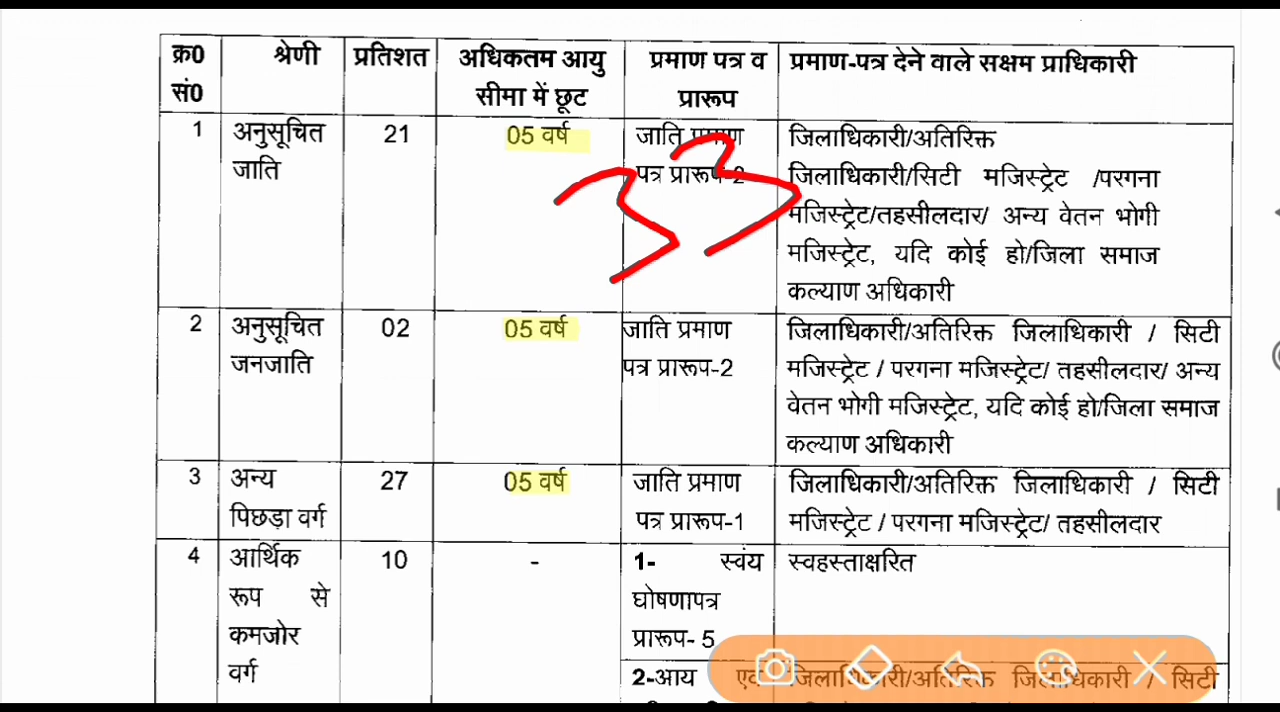 क्र0 सं0 | श्रेणी | प्रतिशत | अधिकतम आयु सीमा में छूट | प्रमाण पत्र व प्रारूप | प्रमाण-पत्र देने वाले सक्षम प्राधिकारी
1 | अनुसूचित जाति | 21 | 05 वर्ष | जाति प्रमाण पत्र प्रारूप-2 | जिलाधिकारी/अतिरिक्त
जिलाधिकारी/सिटी मजिस्ट्रेट /परगना
मजिस्ट्रेट/तहसीलदार/ अन्य वेतन भोगी
मजिस्ट्रेट, यदि कोई हो/जिला समाज
कल्याण अधिकारी
33
2 | अनुसूचित जनजाति | 02 | 05 वर्ष | जाति प्रमाण पत्र प्रारूप-2 | जिलाधिकारी/अतिरिक्त जिलाधिकारी / सिटी
मजिस्ट्रेट / परगना मजिस्ट्रेट/ तहसीलदार/ अन्य
वेतन भोगी मजिस्ट्रेट, यदि कोई हो/जिला समाज
कल्याण अधिकारी
3 | अन्य पिछड़ा वर्ग | 27 | 05 वर्ष | जाति प्रमाण पत्र प्रारूप-1 | जिलाधिकारी/अतिरिक्त जिलाधिकारी / सिटी
मजिस्ट्रेट / परगना मजिस्ट्रेट/ तहसीलदार
4 | आर्थिक रूप से कमजोर वर्ग | 10 | - | 1- स्वंय घोषणापत्र प्रारूप- 5 | स्वहस्ताक्षरित
2-आय एवं | जिलाधिकारी/अतिरिक्त जिलाधिकारी / सिटी